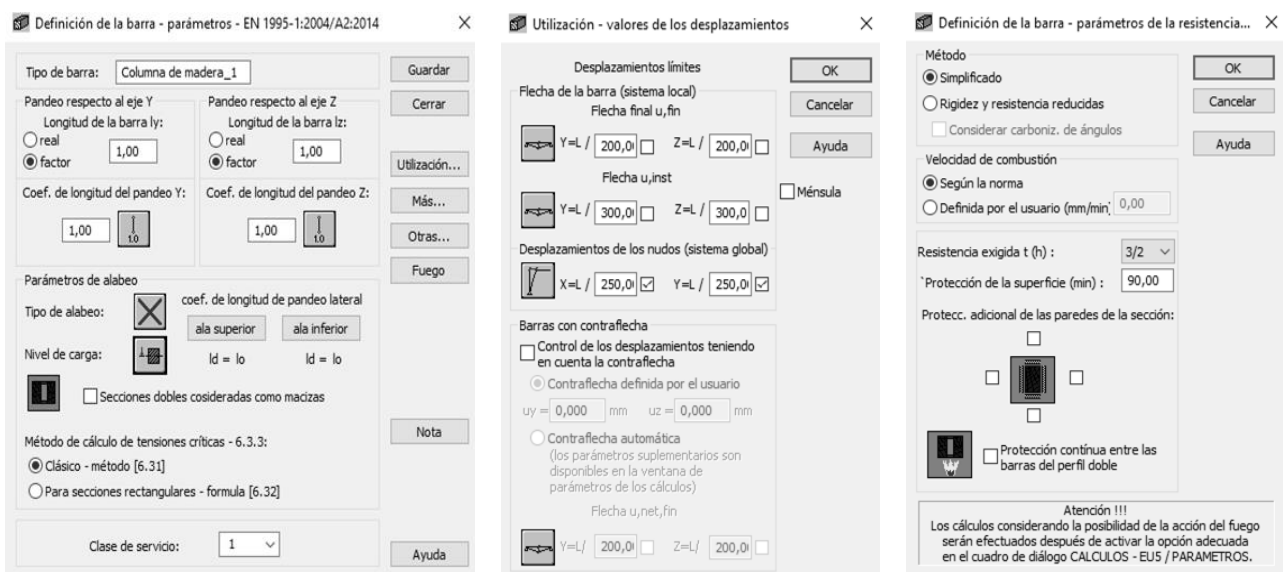 Definición de la barra - parámetros - EN 1995-1:2004/A2:2014
Tipo de barra: Columna de madera_1
Guardar
Pandeo respecto al eje Y
Longitud de la barra ly:
real
factor
1,00
Coef. de longitud del pandeo Y:
1,00
1.0
Pandeo respecto al eje Z
Longitud de la barra lz:
real
factor
1,00
Coef. de longitud del pandeo Z:
1,00
1.0
Cerrar
Utilización...
Más...
Otras...
Fuego
Parámetros de alabeo
Tipo de alabeo:
coef. de longitud de pandeo lateral
ala superior
ala inferior
Nivel de carga:
ld = lo
ld = lo
Secciones dobles cosideradas como macizas
Método de cálculo de tensiones críticas - 6.3.3:
Clásico - método [6.31]
Para secciones rectangulares - formula [6.32]
Nota
Clase de servicio: 1
Ayuda
Utilización - valores de los desplazamientos
Desplazamientos límites
OK
Cancelar
Ayuda
Flecha de la barra (sistema local)
Flecha final u,fin
Y=L / 200,0 Z=L / 200,0
Flecha u,inst
Y=L / 300,0 Z=L / 300,0
Ménsula
Desplazamientos de los nudos (sistema global)
X=L / 250,0 Y=L / 250,0
Barras con contraflecha
Control de los desplazamientos teniendo
en cuenta la contraflecha
Contraflecha definida por el usuario
uy = 0,000 mm uz = 0,000 mm
Contraflecha automática
(los parámetros suplementarios son
disponibles en la ventana de
parámetros de los cálculos)
Flecha u,net,fin
Y=L/ 200,0 Z=L/ 200,0
Definición de la barra - parámetros de la resistencia...
Método
Simplificado
Rigidez y resistencia reducidas
Considerar carboniz. de ángulos
OK
Cancelar
Ayuda
Velocidad de combustión
Según la norma
Definida por el usuario (mm/min) 0,00
Resistencia exigida t (h) : 3/2
`Protección de la superficie (min) : 90,00
Protecc. adicional de las paredes de la sección:
Protección contínua entre las
barras del perfil doble
Atención !!!
Los cálculos considerando la posibilidad de la acción del fuego
serán efectuados después de activar la opción adecuada
en el cuadro de diálogo CALCULOS - EU5 / PARAMETROS.